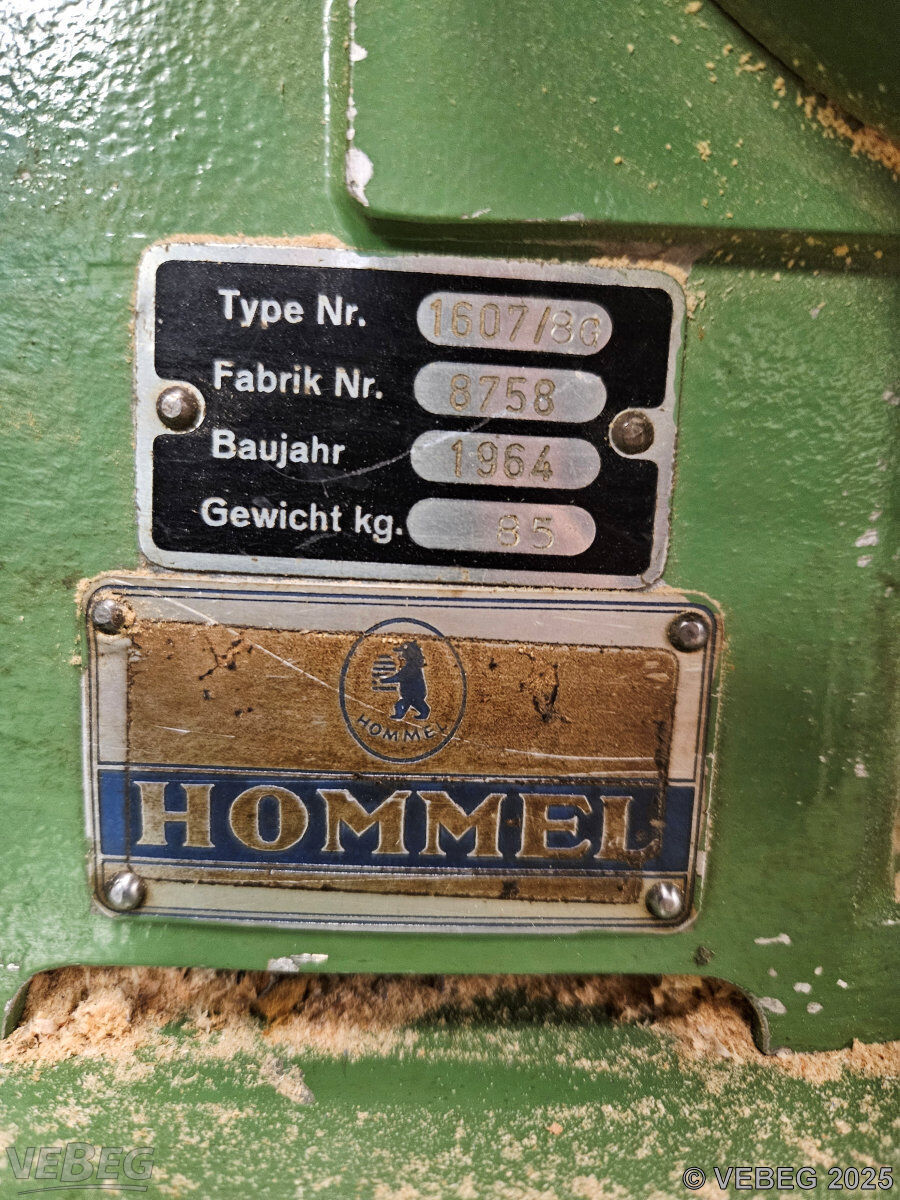 Type Nr. 1607/8G
Fabrik Nr. 8758
Baujahr 1964
Gewicht kg. 85
HOMMEL
HOMMEL
VEBEG
© VEBEG 2025